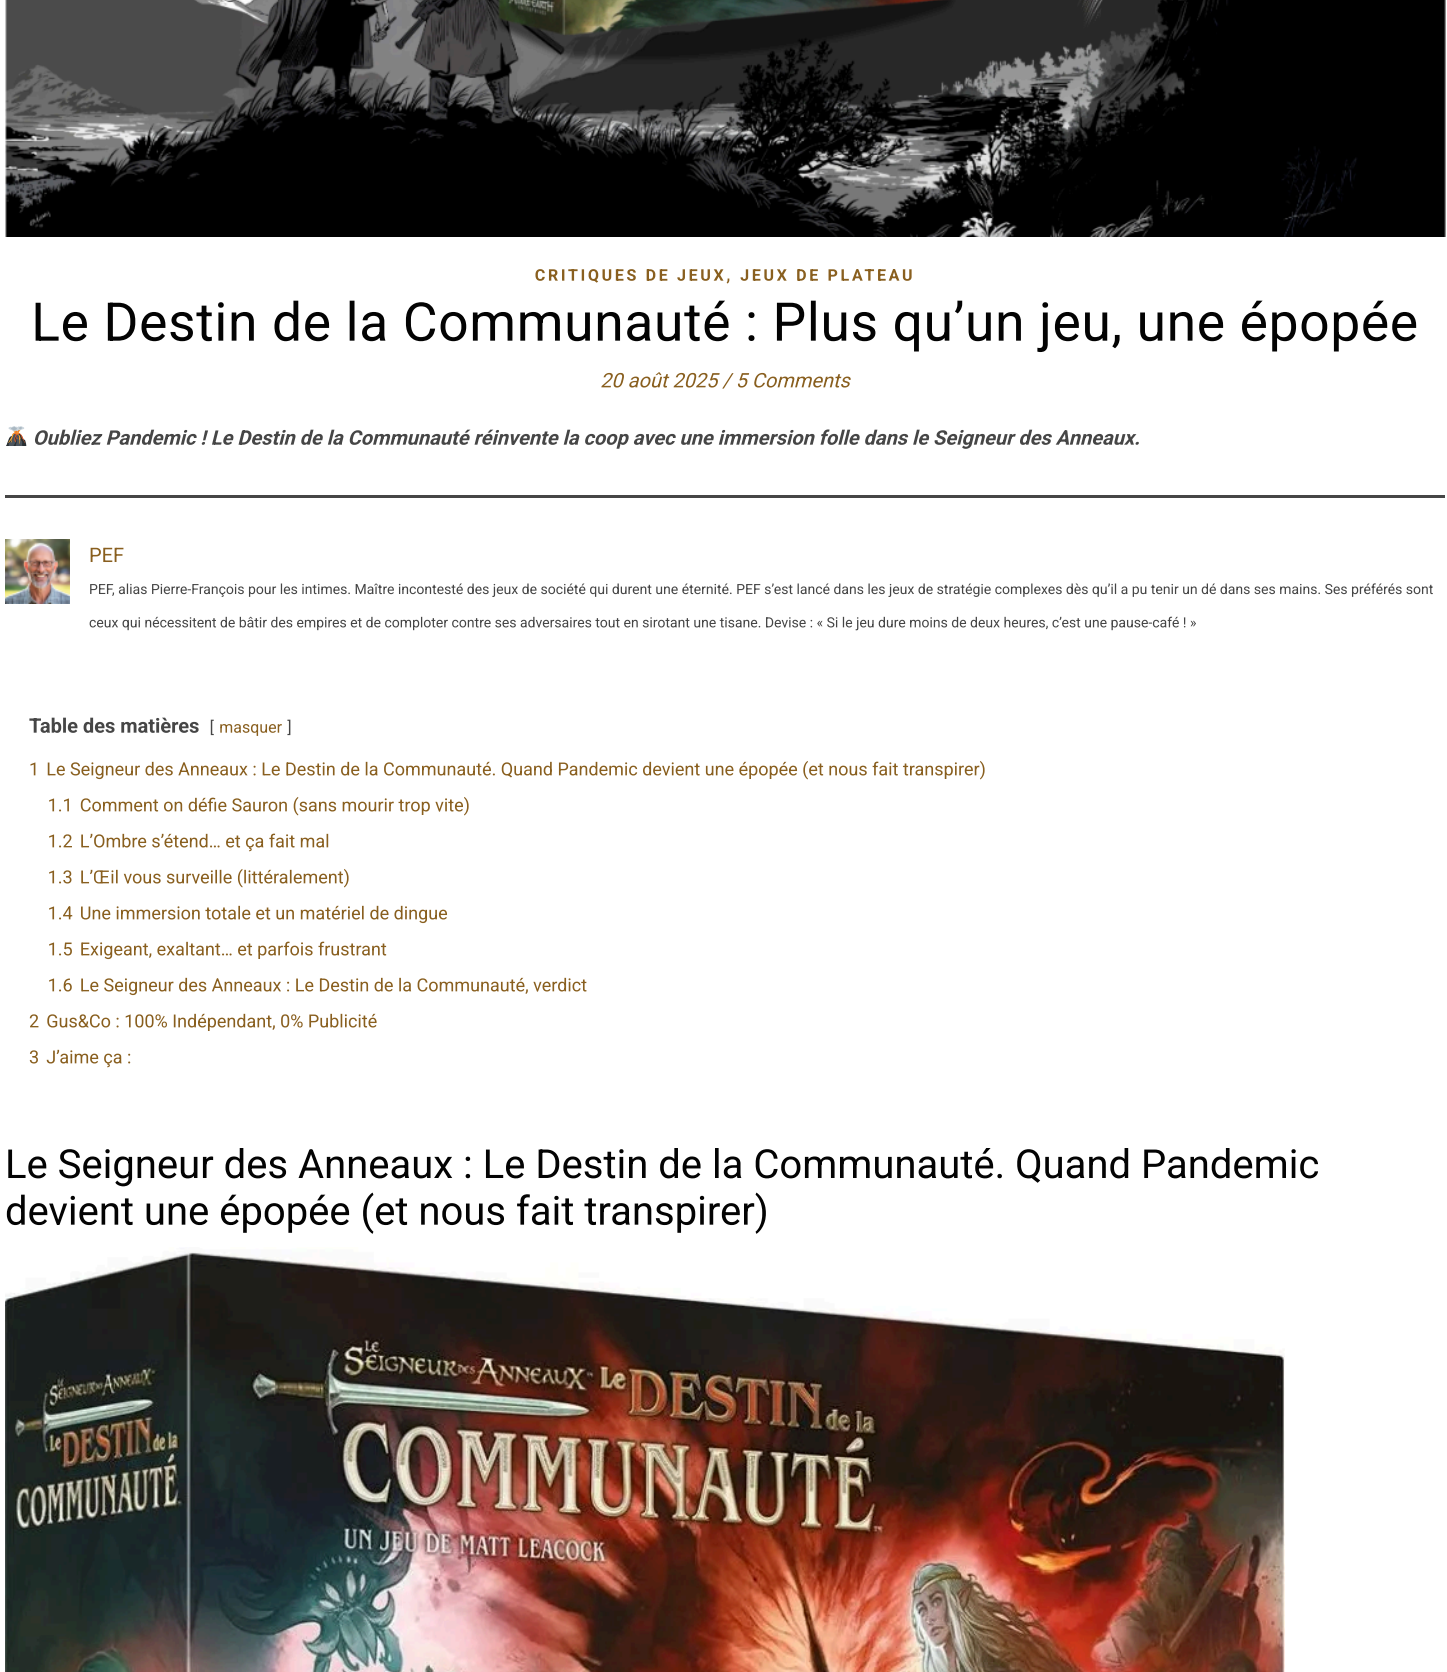 CRITIQUES DE JEUX, JEUX DE PLATEAU
Le Destin de la Communauté : Plus qu’un jeu, une épopée
20 août 2025 / 5 Comments
Oubliez Pandemic ! Le Destin de la Communauté réinvente la coop avec une immersion folle dans le Seigneur des Anneaux.
PEF
PEF, alias Pierre-François pour les intimes. Maître incontesté des jeux de société qui durent une éternité. PEF s’est lancé dans les jeux de stratégie complexes dès qu’il a pu tenir un dé dans ses mains. Ses préférés sont
ceux qui nécessitent de bâtir des empires et de comploter contre ses adversaires tout en sirotant une tisane. Devise : « Si le jeu dure moins de deux heures, c’est une pause-café ! »
Table des matières [ masquer ]
1 Le Seigneur des Anneaux : Le Destin de la Communauté. Quand Pandemic devient une épopée (et nous fait transpirer)
1.1 Comment on défie Sauron (sans mourir trop vite)
1.2 L’Ombre s’étend… et ça fait mal
1.3 L’Œil vous surveille (littéralement)
1.4 Une immersion totale et un matériel de dingue
1.5 Exigeant, exaltant… et parfois frustrant
1.6 Le Seigneur des Anneaux : Le Destin de la Communauté, verdict
2 Gus&Co : 100% Indépendant, 0% Publicité
3 J’aime ça :
Le Seigneur des Anneaux : Le Destin de la Communauté. Quand Pandemic
devient une épopée (et nous fait transpirer)
LE SEIGNEUR DES ANNEAUX™ Le DESTIN de la
COMMUNAUTÉ™
UN JEU DE MATT LEACOCK
LE SEIGNEUR DES ANNEAUX™
Le DESTIN de la
COMMUNAUTÉ